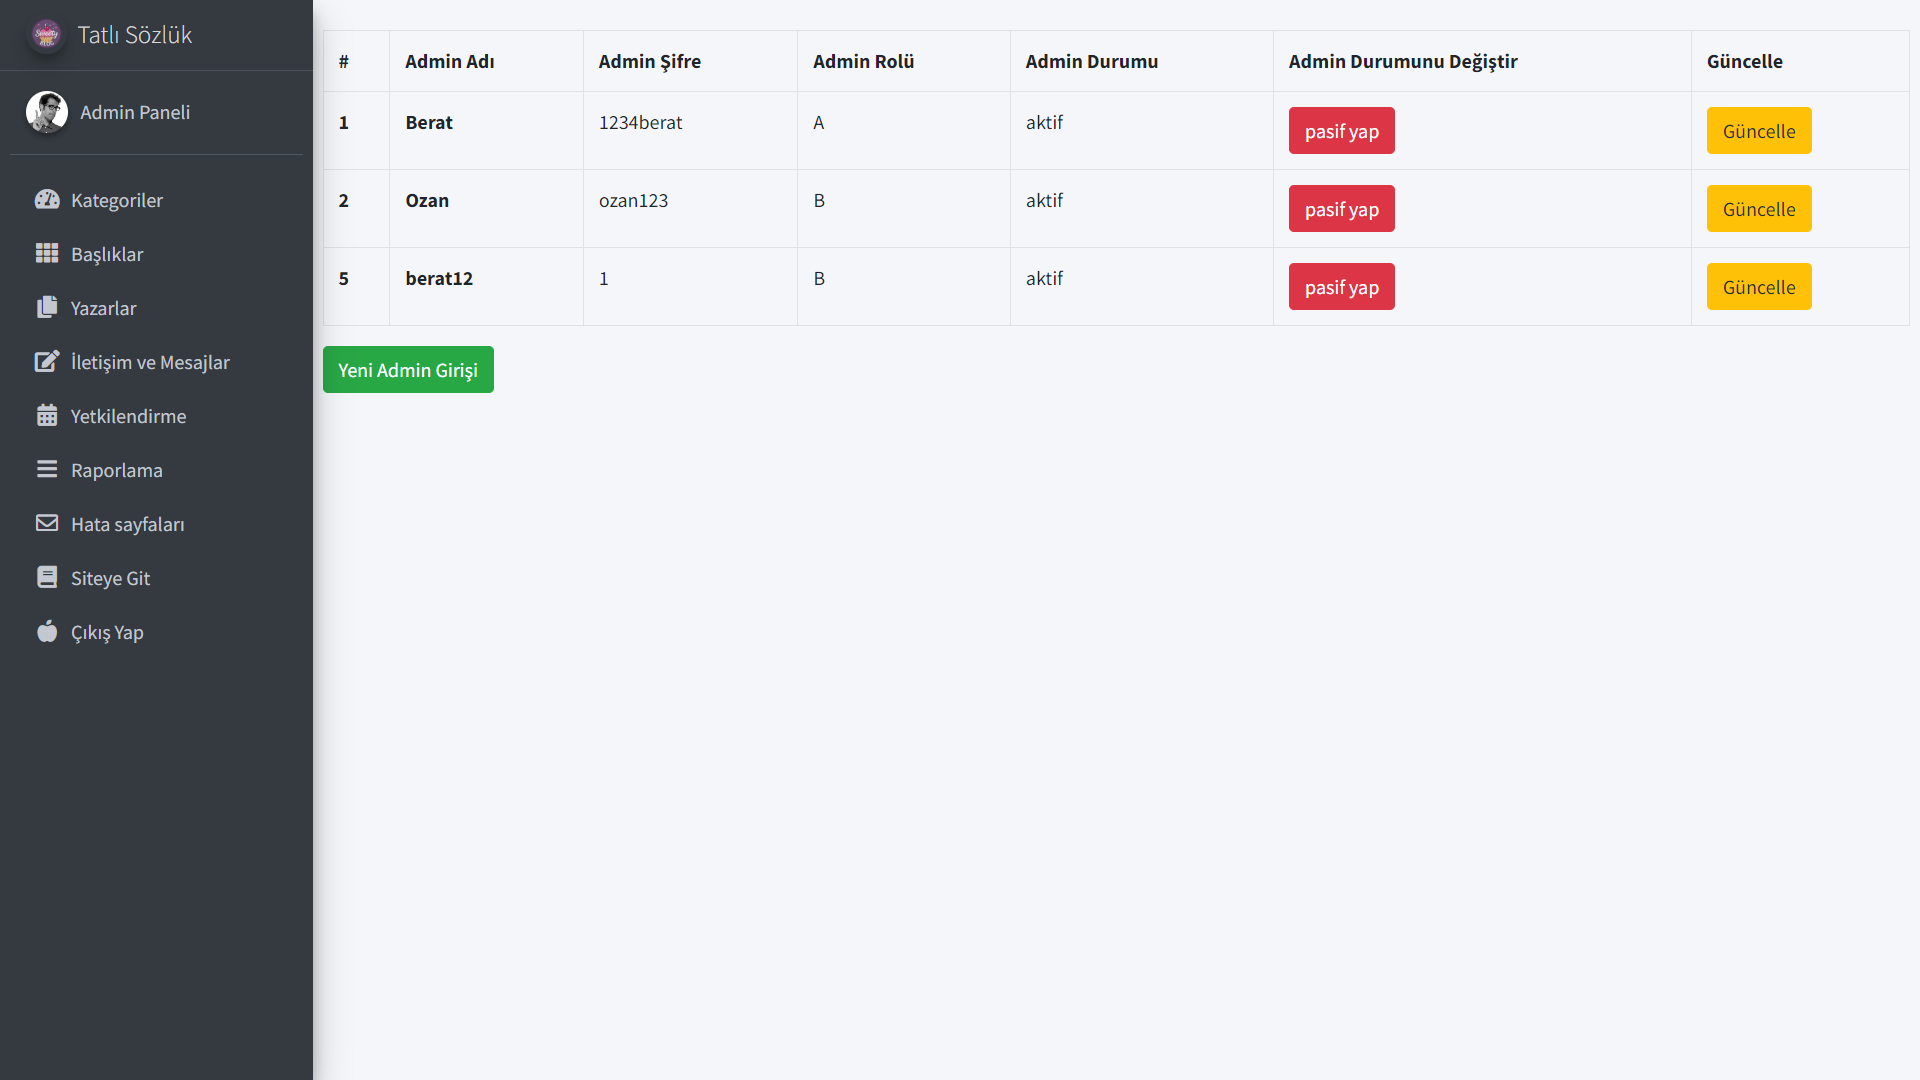 Tatlı Sözlük
Admin Paneli
Kategoriler
Başlıklar
Yazarlar
İletişim ve Mesajlar
Yetkilendirme
Raporlama
Hata sayfaları
Siteye Git
Çıkış Yap
# Admin Adı Admin Şifre Admin Rolü Admin Durumu Admin Durumunu Değiştir Güncelle
1 Berat 1234berat A aktif pasif yap Güncelle
2 Ozan ozan123 B aktif pasif yap Güncelle
5 berat12 1 B aktif pasif yap Güncelle
Yeni Admin Girişi